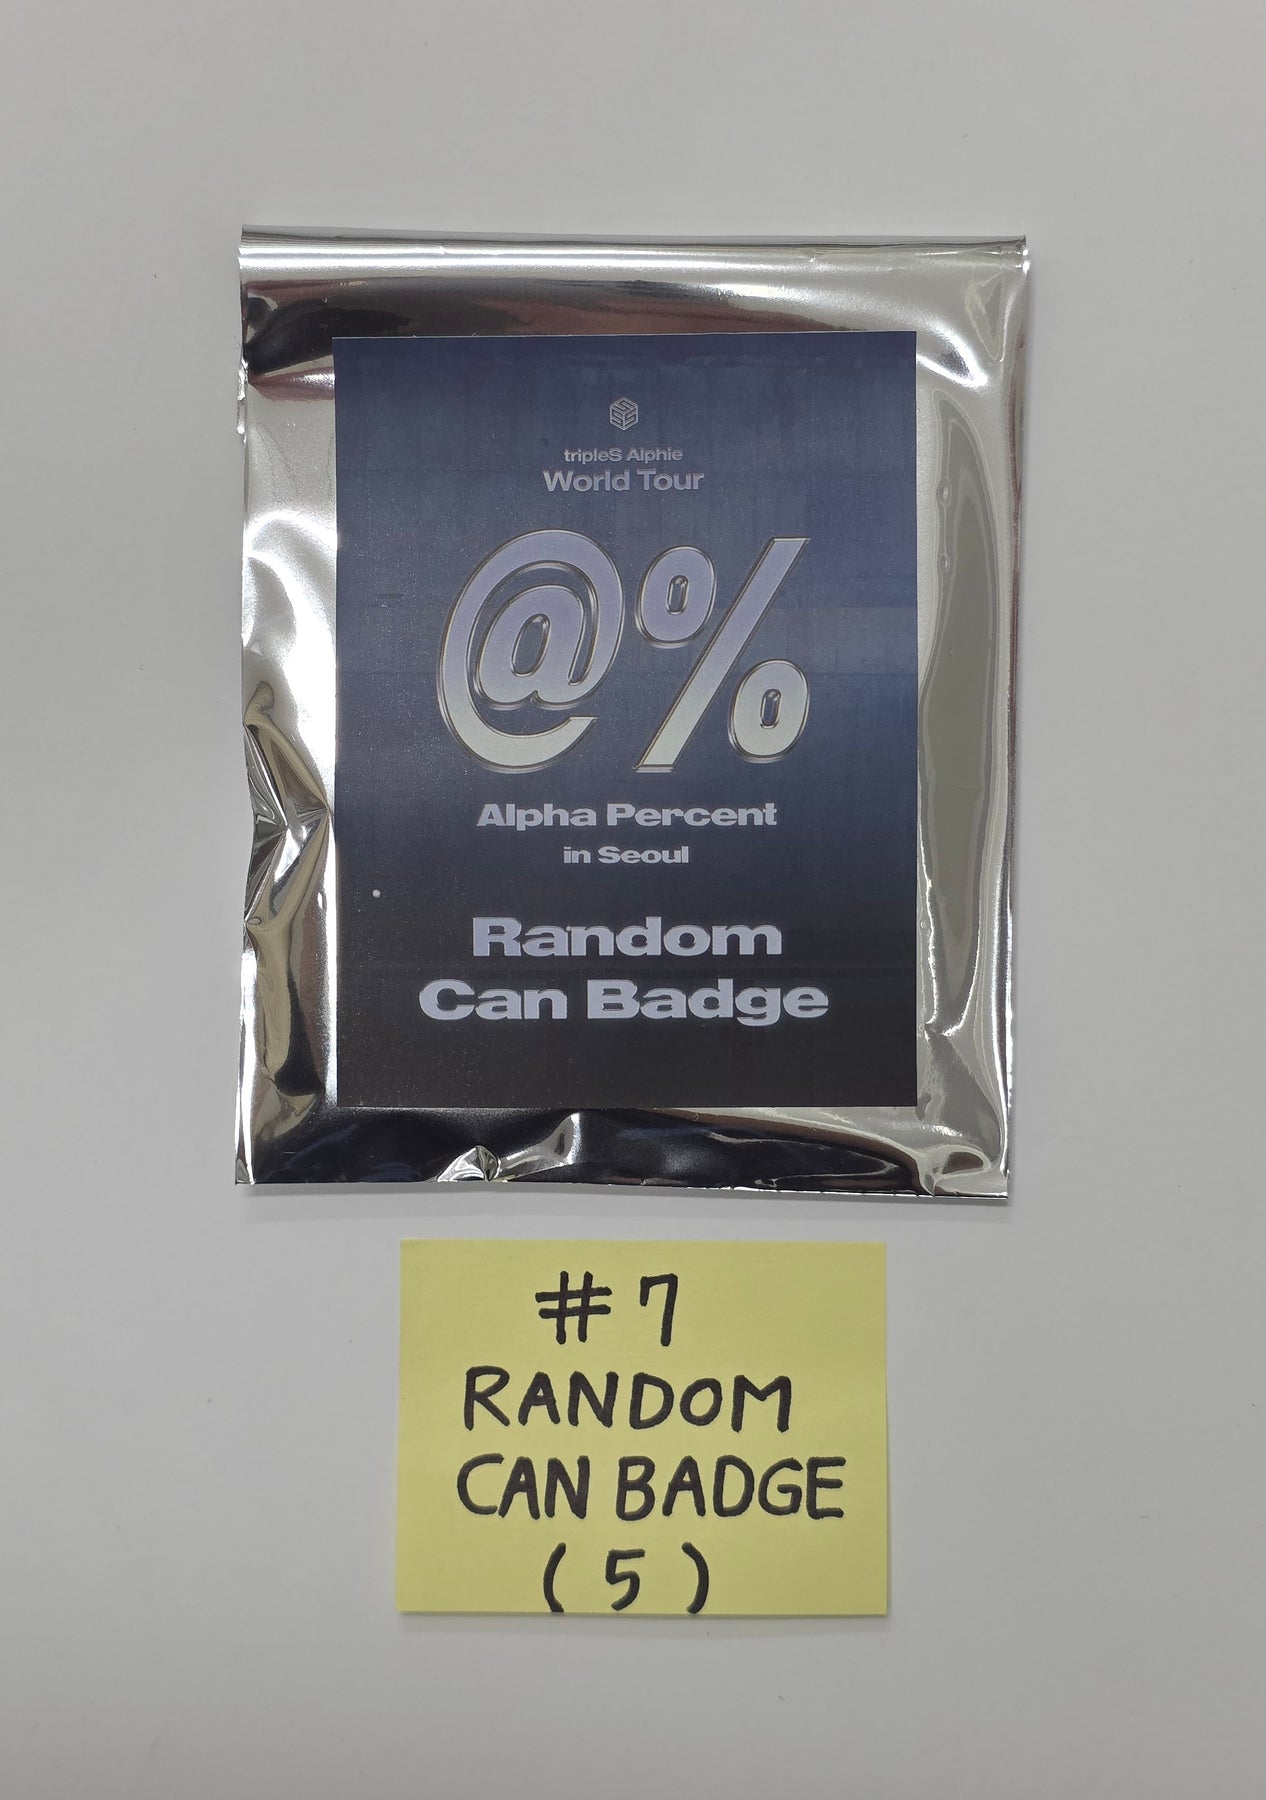 tripleS Alphie
World Tour
@%
Alpha Percent
in Seoul
Random
Can Badge
#7
RANDOM
CAN BADGE
(5)